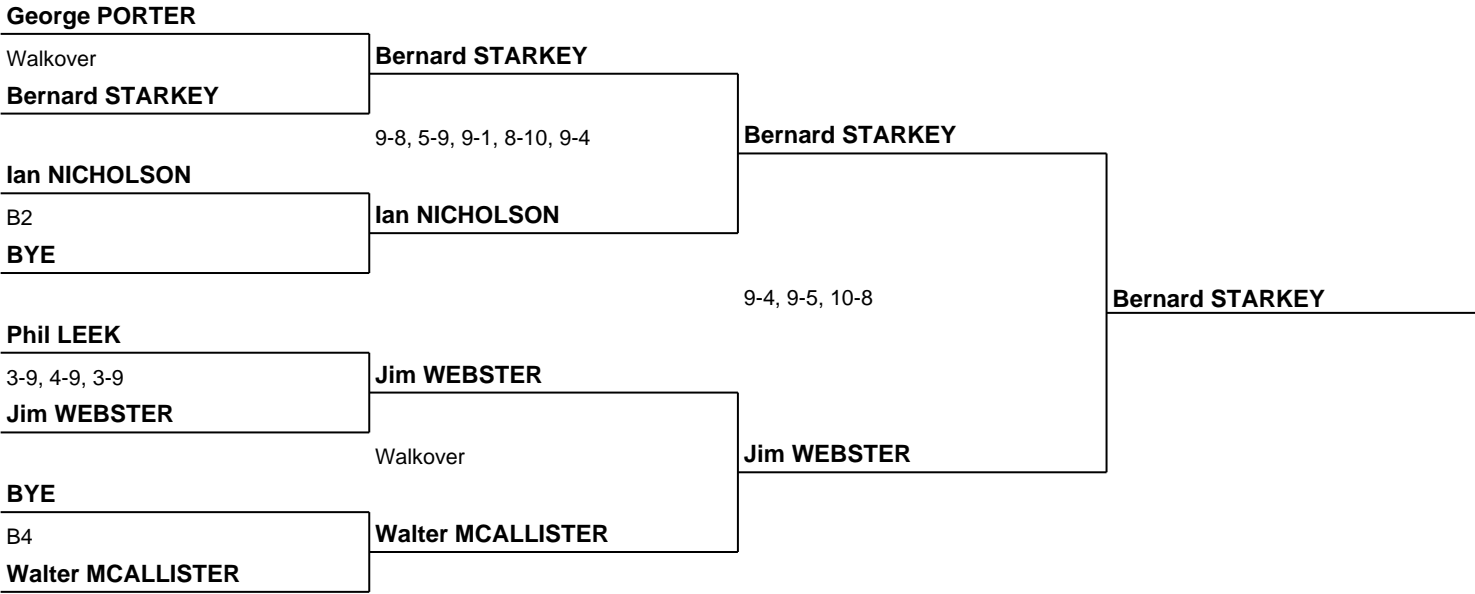 George PORTER
Walkover
Bernard STARKEY
Bernard STARKEY
9-8, 5-9, 9-1, 8-10, 9-4
Bernard STARKEY
Ian NICHOLSON
B2
Ian NICHOLSON
BYE
9-4, 9-5, 10-8
Bernard STARKEY
Phil LEEK
3-9, 4-9, 3-9
Jim WEBSTER
Jim WEBSTER
Walkover
Jim WEBSTER
BYE
B4
Walter MCALLISTER
Walter MCALLISTER